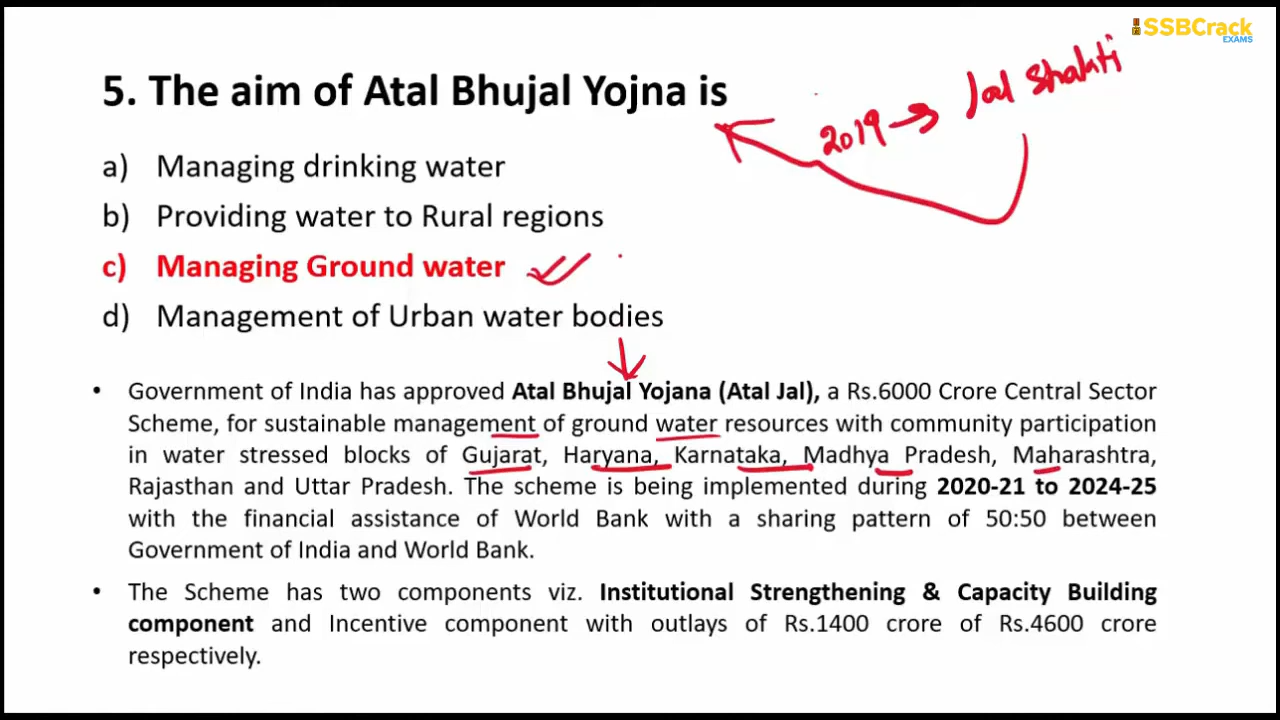 SSBCrack
EXAMS
5. The aim of Atal Bhujal Yojna is
2019 → Jal Shakti
a) Managing drinking water
b) Providing water to Rural regions
c) Managing Ground water
d) Management of Urban water bodies
• Government of India has approved Atal Bhujal Yojana (Atal Jal), a Rs.6000 Crore Central Sector
Scheme, for sustainable management of ground water resources with community participation
in water stressed blocks of Gujarat, Haryana, Karnataka, Madhya Pradesh, Maharashtra,
Rajasthan and Uttar Pradesh. The scheme is being implemented during 2020-21 to 2024-25
with the financial assistance of World Bank with a sharing pattern of 50:50 between
Government of India and World Bank.
• The Scheme has two components viz. Institutional Strengthening & Capacity Building
component and Incentive component with outlays of Rs.1400 crore of Rs.4600 crore
respectively.